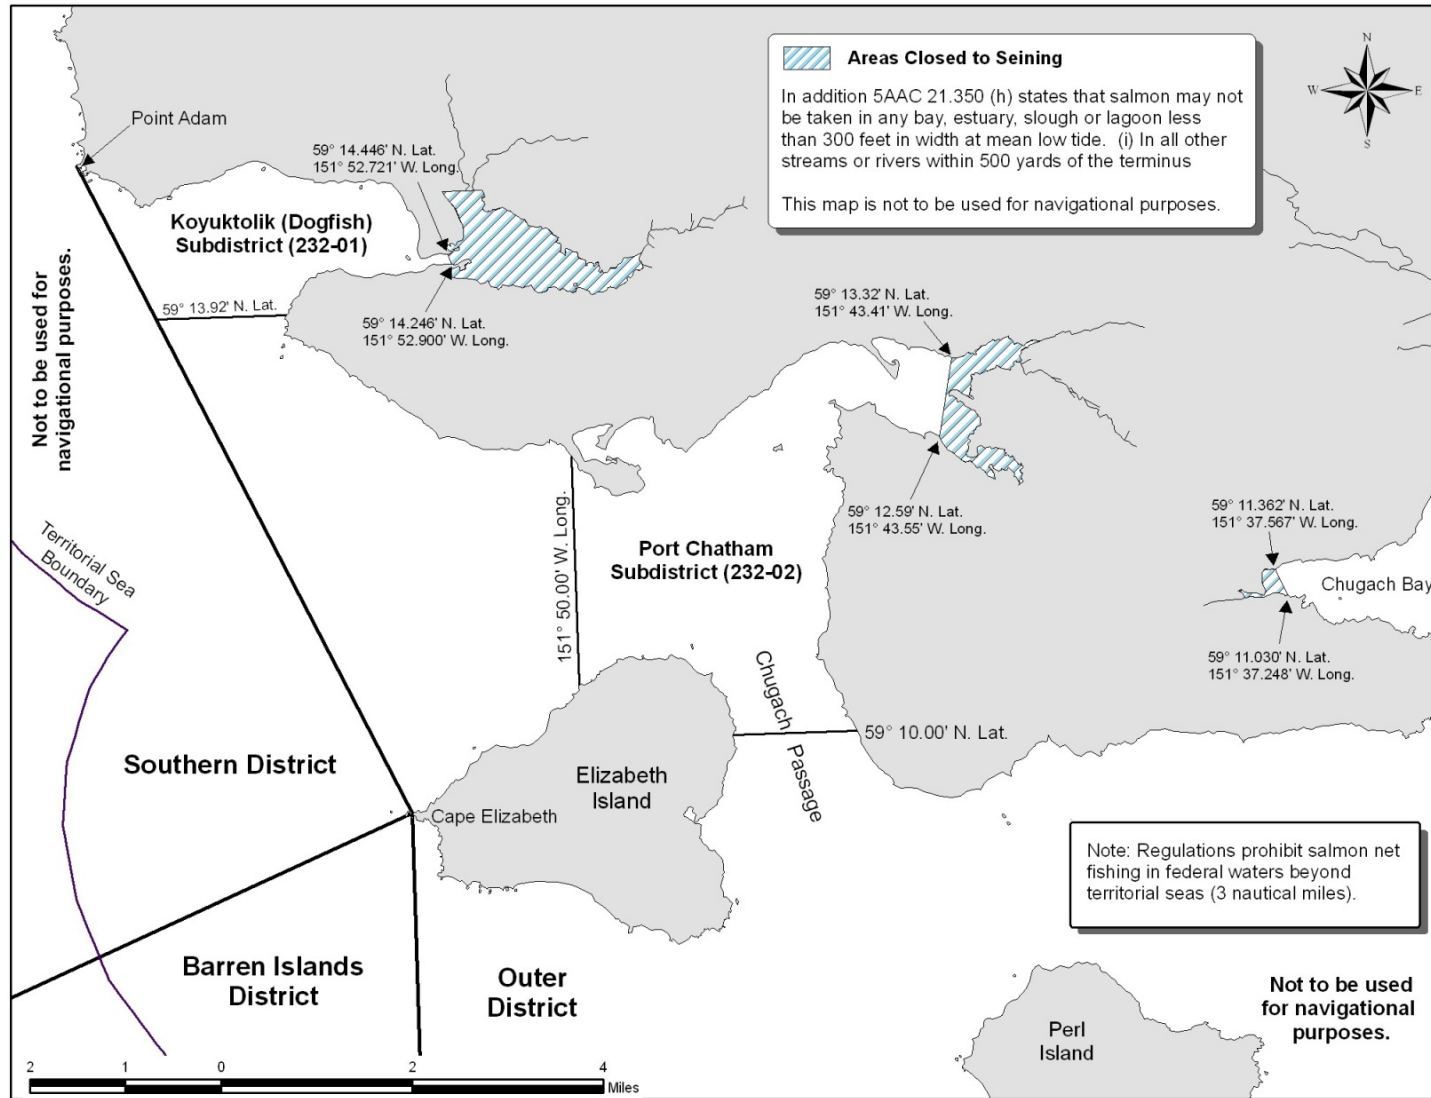 Areas Closed to Seining
In addition 5AAC 21.350 (h) states that salmon may not
be taken in any bay, estuary, slough or lagoon less
than 300 feet in width at mean low tide.  (i) In all other
streams or rivers within 500 yards of the terminus
This map is not to be used for navigational purposes.
N
W
E
S
Point Adam
59° 14.446' N. Lat.
151° 52.721' W. Long.
Koyuktolik (Dogfish)
Subdistrict (232-01)
Not to be used for
navigational purposes.
59° 13.92' N. Lat.
59° 14.246' N. Lat.
151° 52.900' W. Long.
59° 13.32' N. Lat.
151° 43.41' W. Long.
59° 12.59' N. Lat.
151° 43.55' W. Long.
151° 50.00' W. Long.
Port Chatham
Subdistrict (232-02)
59° 11.362' N. Lat.
151° 37.567' W. Long.
Chugach Bay
59° 11.030' N. Lat.
151° 37.248' W. Long.
Territorial Sea
Boundary
Chugach Passage
59° 10.00' N. Lat.
Southern District
Elizabeth
Island
Cape Elizabeth
Note: Regulations prohibit salmon net
fishing in federal waters beyond
territorial seas (3 nautical miles).
Barren Islands
District
Outer
District
Not to be used
for navigational
purposes.
Perl
Island
2 1 0 2 4
Miles